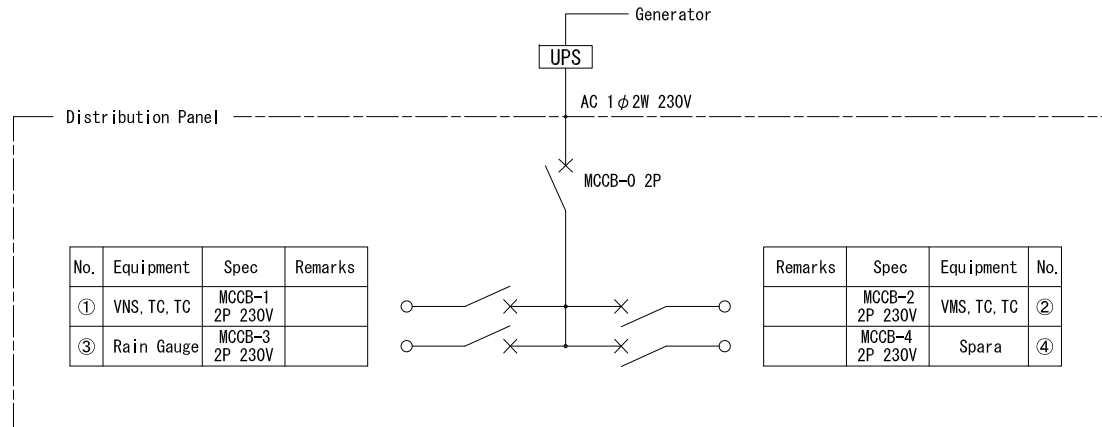 Generator
UPS
AC 1φ2W 230V
Distribution Panel
MCCB-0 2P
No. Equipment Spec Remarks
① VNS, TC, TC MCCB-1 2P 230V
③ Rain Gauge MCCB-3 2P 230V
Remarks Spec Equipment No.
MCCB-2 2P 230V VMS, TC, TC ②
MCCB-4 2P 230V Spara ④